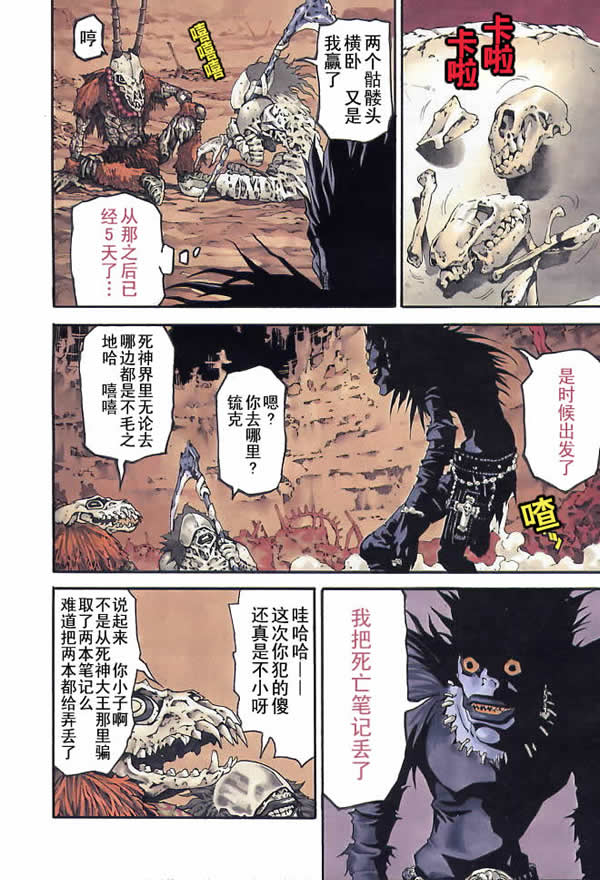 卡啦
卡啦
两个骷髅头
横卧 又是
我赢了
嘻嘻嘻
哼
从那之后已
经5天了…
是时候出发了
喳
嗯?
你去哪里?
锍克
死神界里无论去
哪边都是不毛之
地哈 嘻嘻
我把死亡笔记丢了
哇哈哈——
这次你犯的傻
还真是不小呀
说起来 你小子啊
不是从死神大王那里骗
取了两本笔记么
难道把两本都给弄丢了